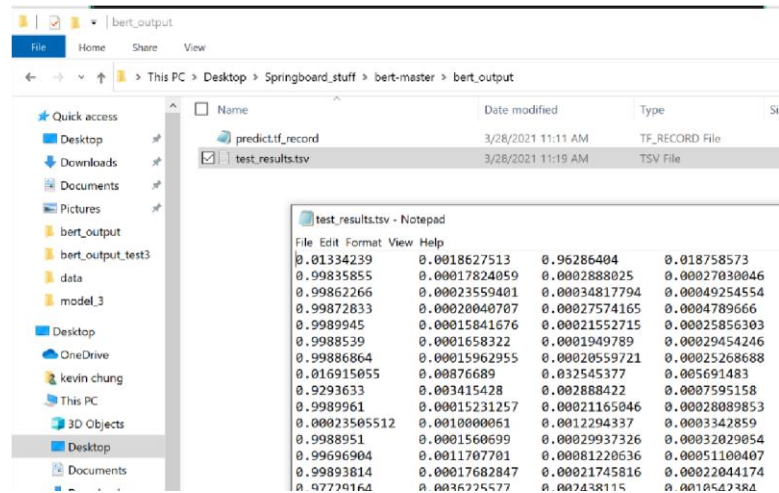 bert_output
File Home Share View
This PC > Desktop > Springboard_stuff > bert-master > bert_output
Quick access
Desktop
Downloads
Documents
Pictures
bert_output
bert_output_test3
data
model_3
Desktop
OneDrive
kevin chung
This PC
3D Objects
Desktop
Documents
Name Date modified Type
predict.tf_record 3/28/2021 11:11 AM TF_RECORD File
test_results.tsv 3/28/2021 11:19 AM TSV File
test_results.tsv - Notepad
File Edit Format View Help
0.01334239 0.0018627513 0.96286404 0.018758573
0.99835855 0.00017824059 0.0002888025 0.00027030046
0.99862266 0.00023559401 0.00034817794 0.00049254554
0.99872833 0.00020040707 0.00027574165 0.0004789666
0.9989945 0.00015841676 0.00021552715 0.00025856303
0.9988539 0.0001658322 0.0001949789 0.00029454246
0.99886864 0.00015962955 0.00020559721 0.00025268688
0.016915055 0.00876689 0.032545377 0.005691483
0.9293633 0.003415428 0.002888422 0.0007595158
0.9989961 0.00015231257 0.00021165046 0.00028089853
0.00023505512 0.0010000061 0.0012294337 0.0003342859
0.9988951 0.0001560699 0.00029937326 0.00032029054
0.99696904 0.0011707701 0.00081220636 0.00051100407
0.99893814 0.00017682847 0.00021745816 0.00022044174
0.97729164 0.0036225577 0.002438115 0.0010542384